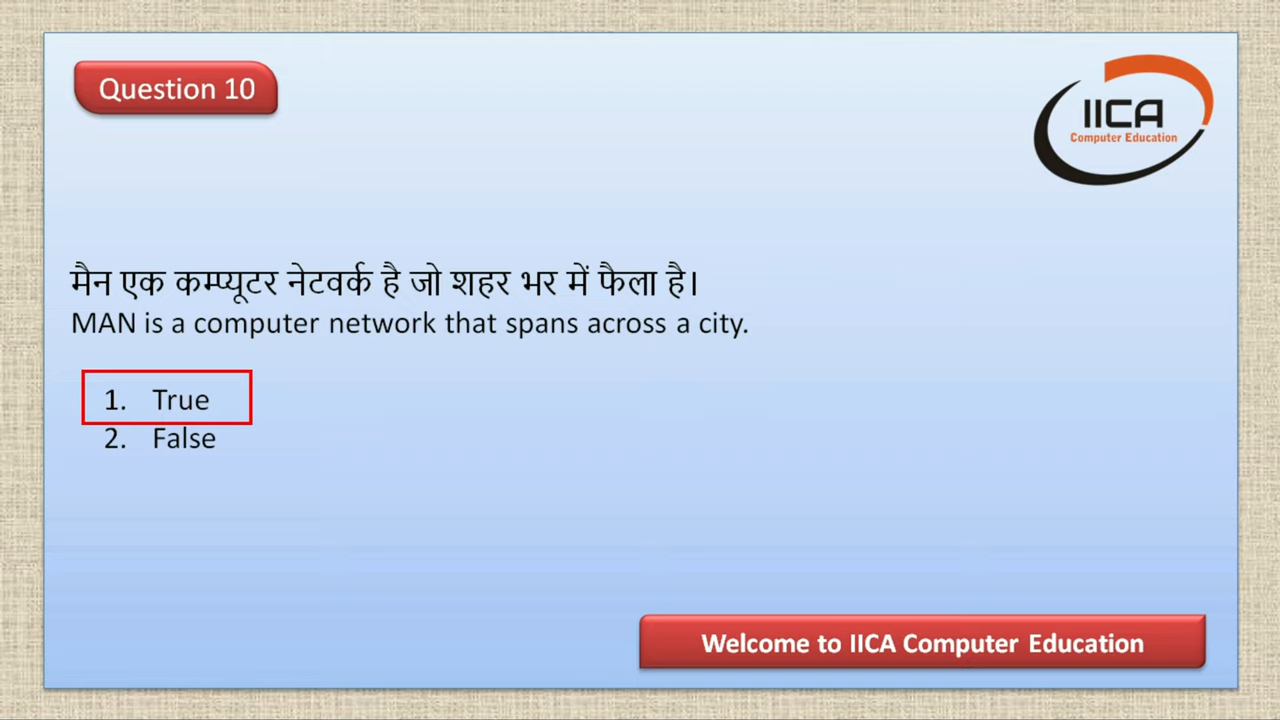 Question 10
IICA
Computer Education
मैन एक कम्प्यूटर नेटवर्क है जो शहर भर में फैला है।
MAN is a computer network that spans across a city.
1. True
2. False
Welcome to IICA Computer Education